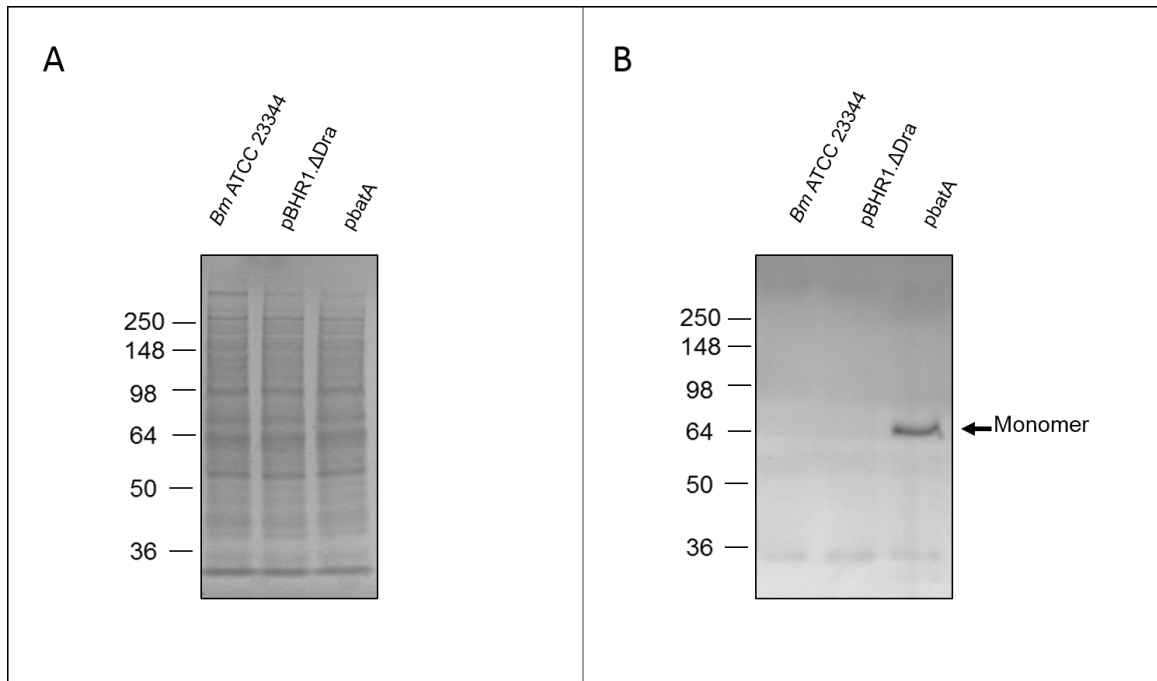 A
Bm ATCC 23344
pBHR1.ΔDra
pbatA
250
148
98
64
50
36
B
Bm ATCC 23344
pBHR1.ΔDra
pbatA
250
148
98
64
50
36
Monomer